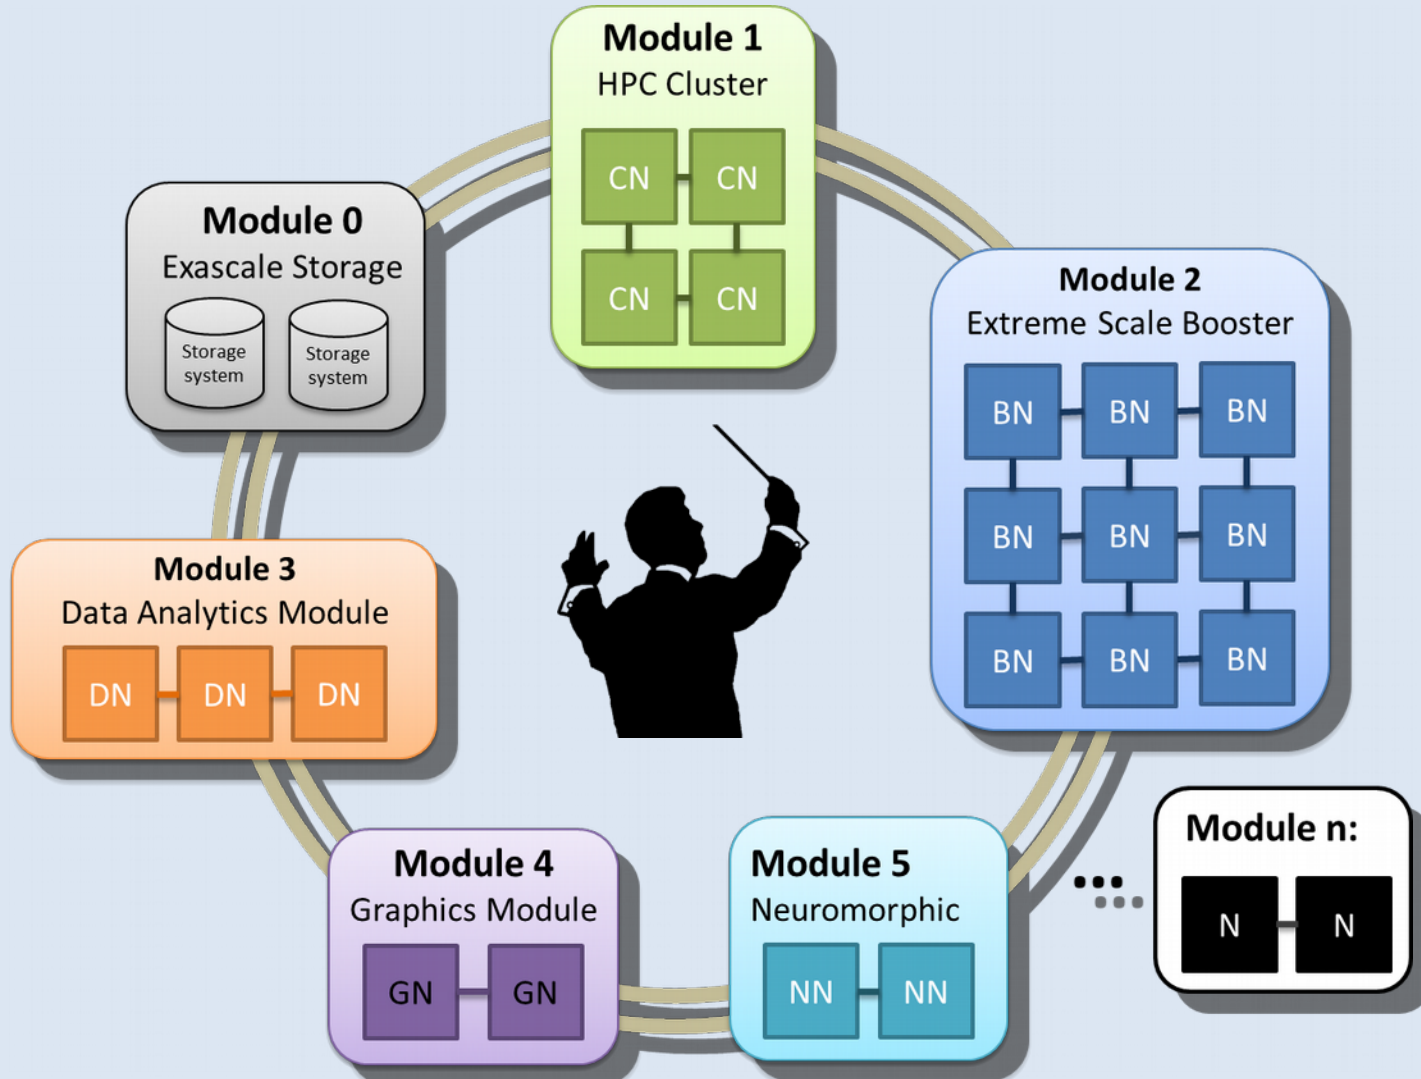 Module 1
HPC Cluster
CN CN
CN CN
Module 0
Exascale Storage
Storage system
Storage system
Module 2
Extreme Scale Booster
BN BN BN
BN BN BN
BN BN BN
Module 3
Data Analytics Module
DN DN DN
Module 4
Graphics Module
GN GN
Module 5
Neuromorphic
NN NN
Module n:
N N